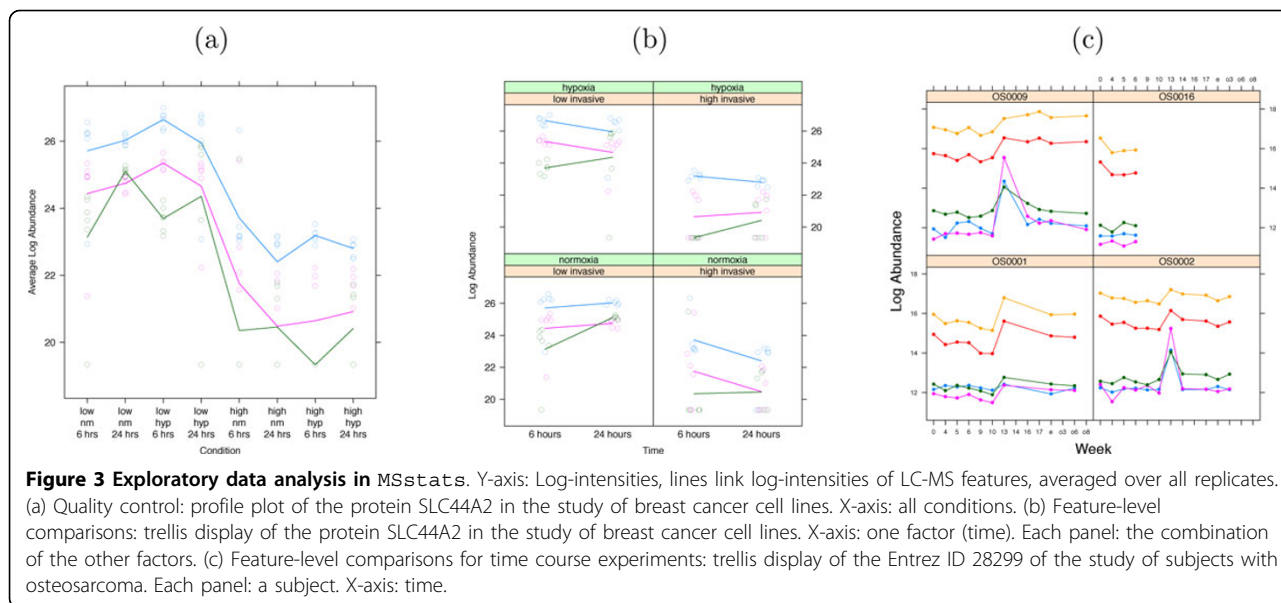 (a)
(b)
(c)
26
24
22
20
Average Log Abundance
low nm 6 hrs
low nm 24 hrs
low hyp 6 hrs
low hyp 24 hrs
high nm 6 hrs
high nm 24 hrs
high hyp 6 hrs
high hyp 24 hrs
Condition
hypoxia
low invasive
hypoxia
high invasive
26
24
22
20
normoxia
low invasive
normoxia
high invasive
26
24
22
20
Log Abundance
6 hours
24 hours
6 hours
24 hours
Time
0 4 5 6 9 10 13 14 16 17 e o3 o6 o8
OS0009
OS0016
18
16
14
12
OS0001
OS0002
18
16
14
12
Log Abundance
0 4 5 6 9 10 13 14 16 17 e o3 o6 o8
Week
Figure 3 Exploratory data analysis in MSstats. Y-axis: Log-intensities, lines link log-intensities of LC-MS features, averaged over all replicates.
(a) Quality control: profile plot of the protein SLC44A2 in the study of breast cancer cell lines. X-axis: all conditions. (b) Feature-level
comparisons: trellis display of the protein SLC44A2 in the study of breast cancer cell lines. X-axis: one factor (time). Each panel: the combination
of the other factors. (c) Feature-level comparisons for time course experiments: trellis display of the Entrez ID 28299 of the study of subjects with
osteosarcoma. Each panel: a subject. X-axis: time.